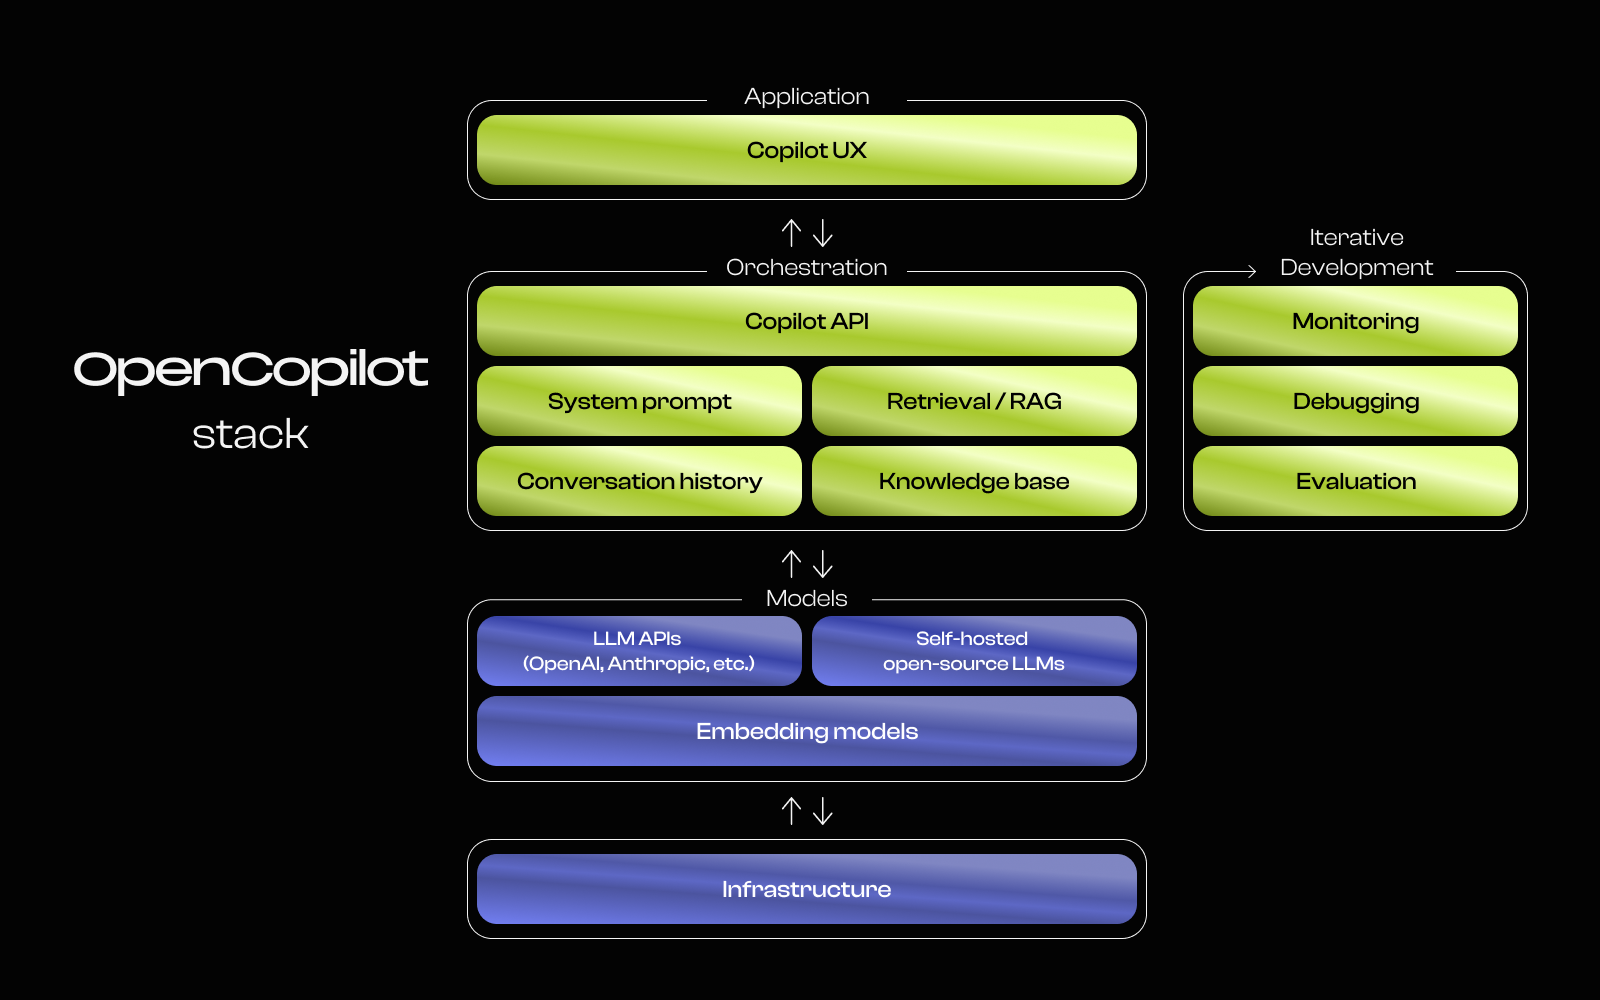 OpenCopilot
stack
Application
Copilot UX
Orchestration
Copilot API
System prompt
Retrieval / RAG
Conversation history
Knowledge base
Iterative
Development
Monitoring
Debugging
Evaluation
Models
LLM APIs
(OpenAI, Anthropic, etc.)
Self-hosted
open-source LLMs
Embedding models
Infrastructure